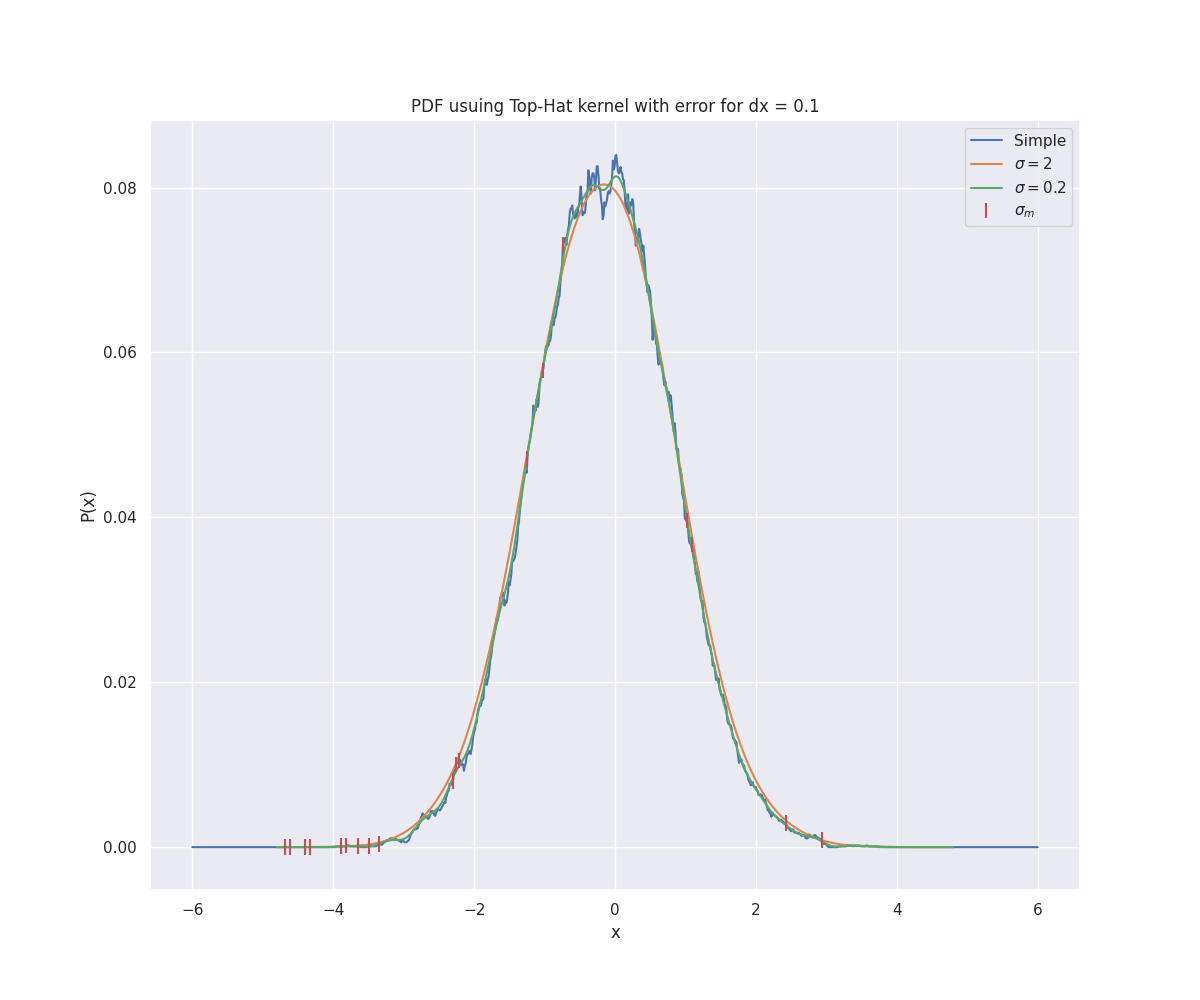 PDF usuing Top-Hat kernel with error for dx = 0.1
Simple
σ = 2
σ = 0.2
σₘ
P(x)
0.08
0.06
0.04
0.02
0.00
−6 −4 −2 0 2 4 6
x